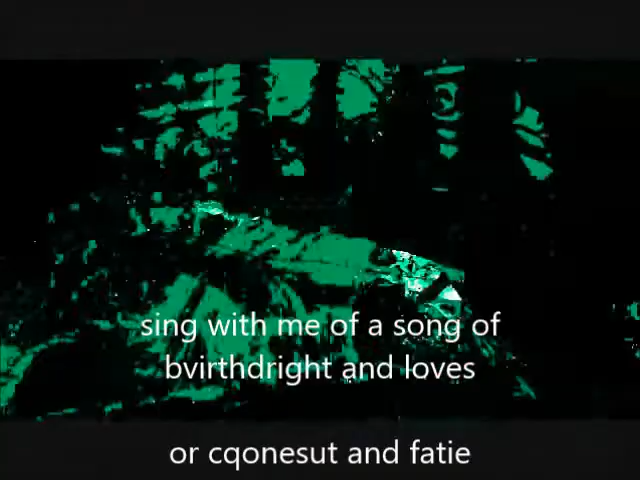 sing with me of a song of
bvirthdright and loves
or cqonesut and fatie